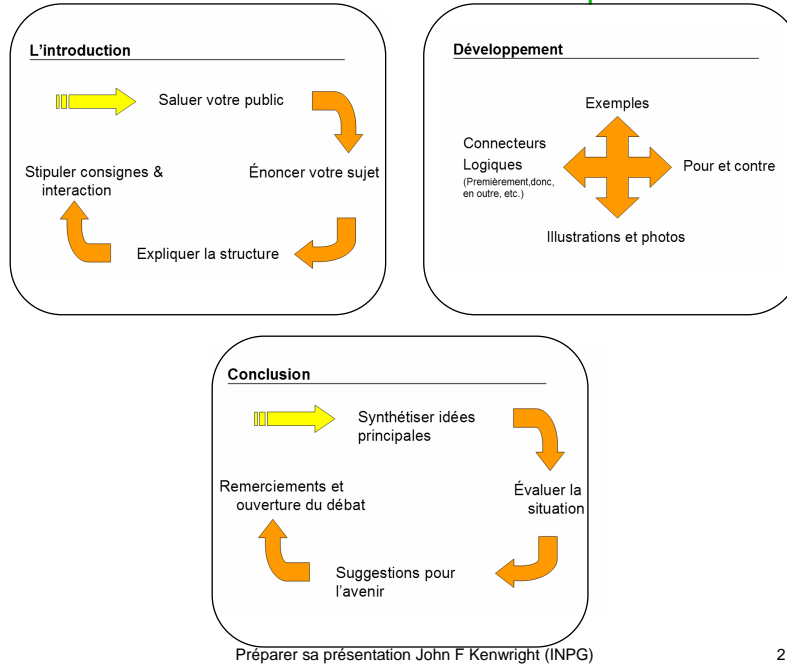 L'introduction
Saluer votre public
Énoncer votre sujet
Expliquer la structure
Stipuler consignes &
interaction
Développement
Exemples
Connecteurs
Logiques
(Premièrement,donc,
en outre, etc.)
Pour et contre
Illustrations et photos
Conclusion
Synthétiser idées
principales
Évaluer la
situation
Suggestions pour
l'avenir
Remerciements et
ouverture du débat
Préparer sa présentation John F Kenwright (INPG)
2